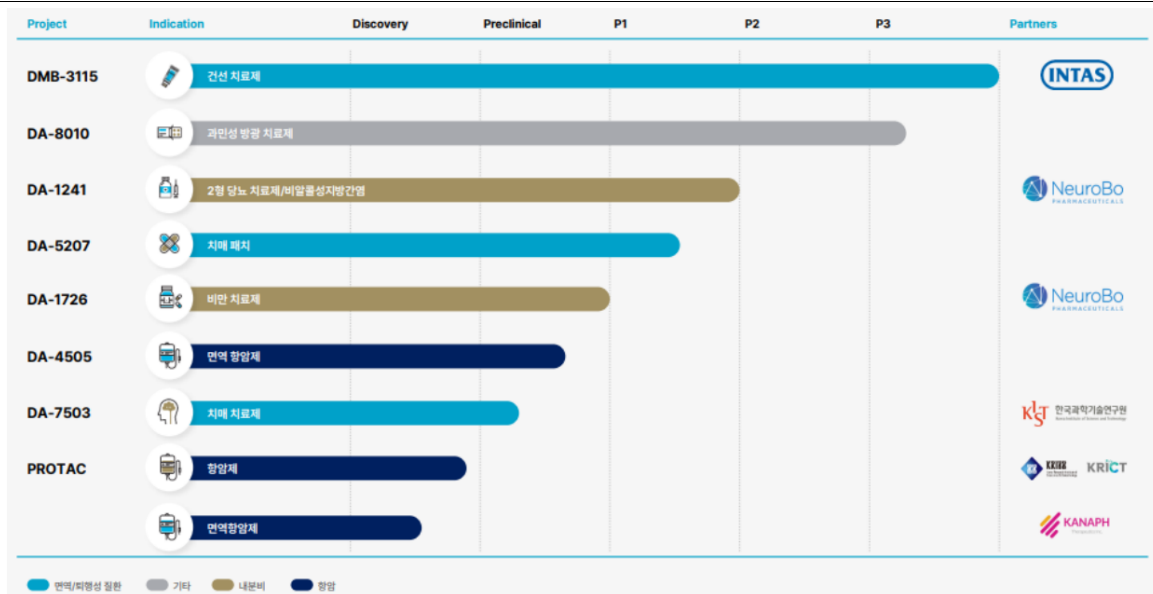 Project Indication Discovery Preclinical P1 P2 P3 Partners
DMB-3115 건선 치료제 INTAS
DA-8010 과민성 방광 치료제
DA-1241 2형 당뇨 치료제/비알콜성지방간염 NeuroBo
PHARMACEUTICALS
DA-5207 치매 패치
DA-1726 비만 치료제 NeuroBo
PHARMACEUTICALS
DA-4505 면역 항암제
DA-7503 치매 치료제 KIST 한국과학기술연구원
PROTAC 항암제 KRICT
면역항암제 KANAPH
면역/퇴행성 질환 기타 내분비 항암